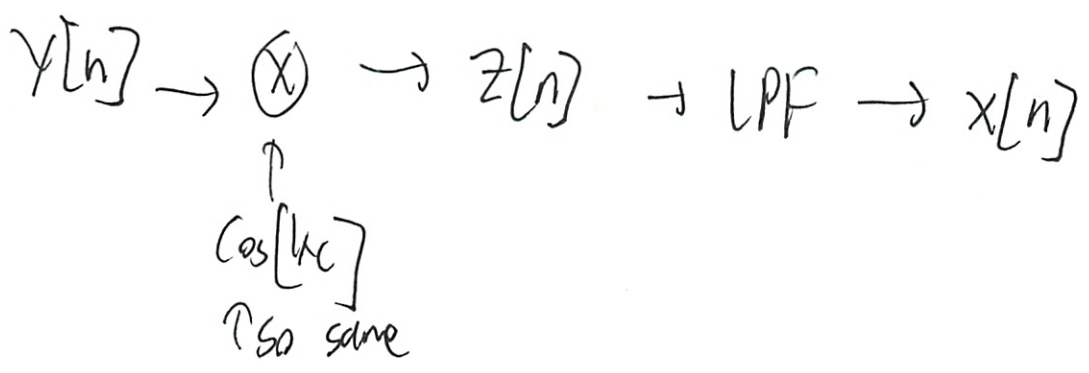 Y[n] → ⊗ → Z[n] → LPF → X[n]
↑
Cos[kc]
↑ so same